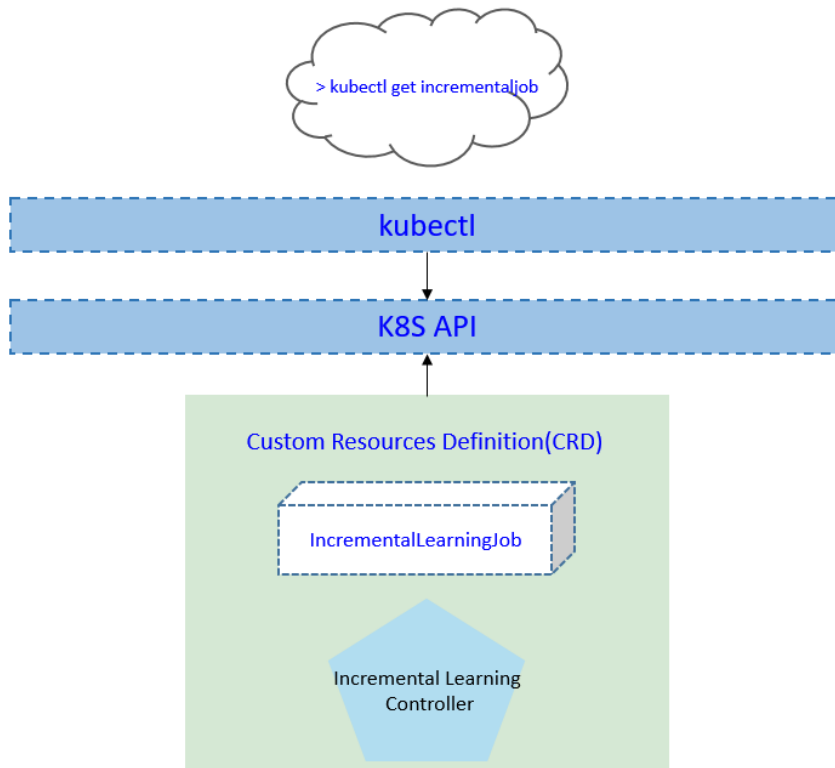 > kubectl get incrementaljob
kubectl
K8S API
Custom Resources Definition(CRD)
IncrementalLearningJob
Incremental Learning
Controller